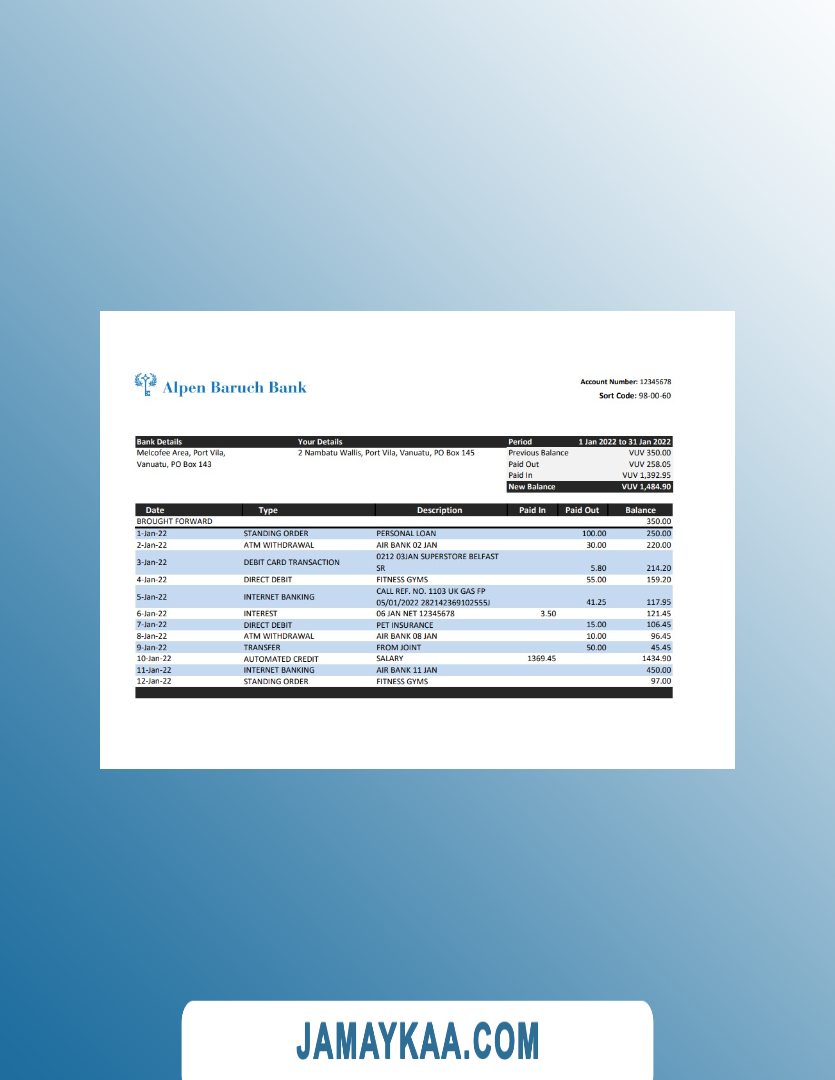 Alpen Baruch Bank
Account Number: 12345678
Sort Code: 98-00-60
Bank Details Your Details Period 1 Jan 2022 to 31 Jan 2022
Melcofee Area, Port Vila, 2 Nambatu Wallis, Port Vila, Vanuatu, PO Box 145 Previous Balance VUV 350.00
Vanuatu, PO Box 143 Paid Out VUV 258.05
Paid In VUV 1,392.95
New Balance VUV 1,484.90
Date Type Description Paid In Paid Out Balance
BROUGHT FORWARD 350.00
1-Jan-22 STANDING ORDER PERSONAL LOAN 100.00 250.00
2-Jan-22 ATM WITHDRAWAL AIR BANK 02 JAN 30.00 220.00
3-Jan-22 DEBIT CARD TRANSACTION 0212 03JAN SUPERSTORE BELFAST
SR 5.80 214.20
4-Jan-22 DIRECT DEBIT FITNESS GYMS 55.00 159.20
5-Jan-22 INTERNET BANKING CALL REF. NO. 1103 UK GAS FP
05/01/2022 282142369102555J 41.25 117.95
6-Jan-22 INTEREST 06 JAN NET 12345678 3.50 121.45
7-Jan-22 DIRECT DEBIT PET INSURANCE 15.00 106.45
8-Jan-22 ATM WITHDRAWAL AIR BANK 08 JAN 10.00 96.45
9-Jan-22 TRANSFER FROM JOINT 50.00 45.45
10-Jan-22 AUTOMATED CREDIT SALARY 1369.45 1434.90
11-Jan-22 INTERNET BANKING AIR BANK 11 JAN 450.00
12-Jan-22 STANDING ORDER FITNESS GYMS 97.00
JAMAYKAA.COM